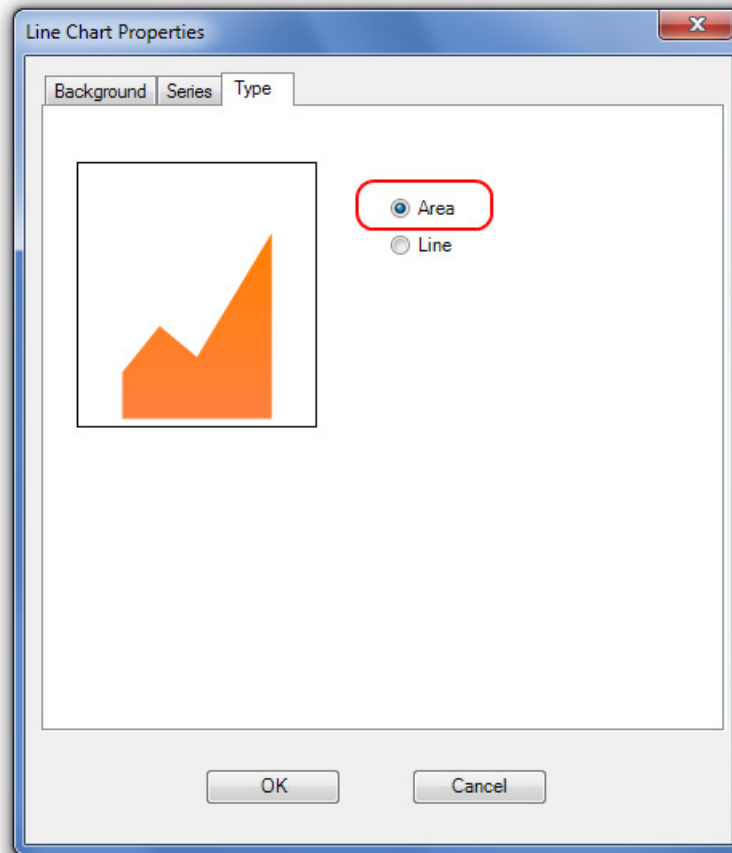 Line Chart Properties
Background Series Type
Area
Line
OK Cancel